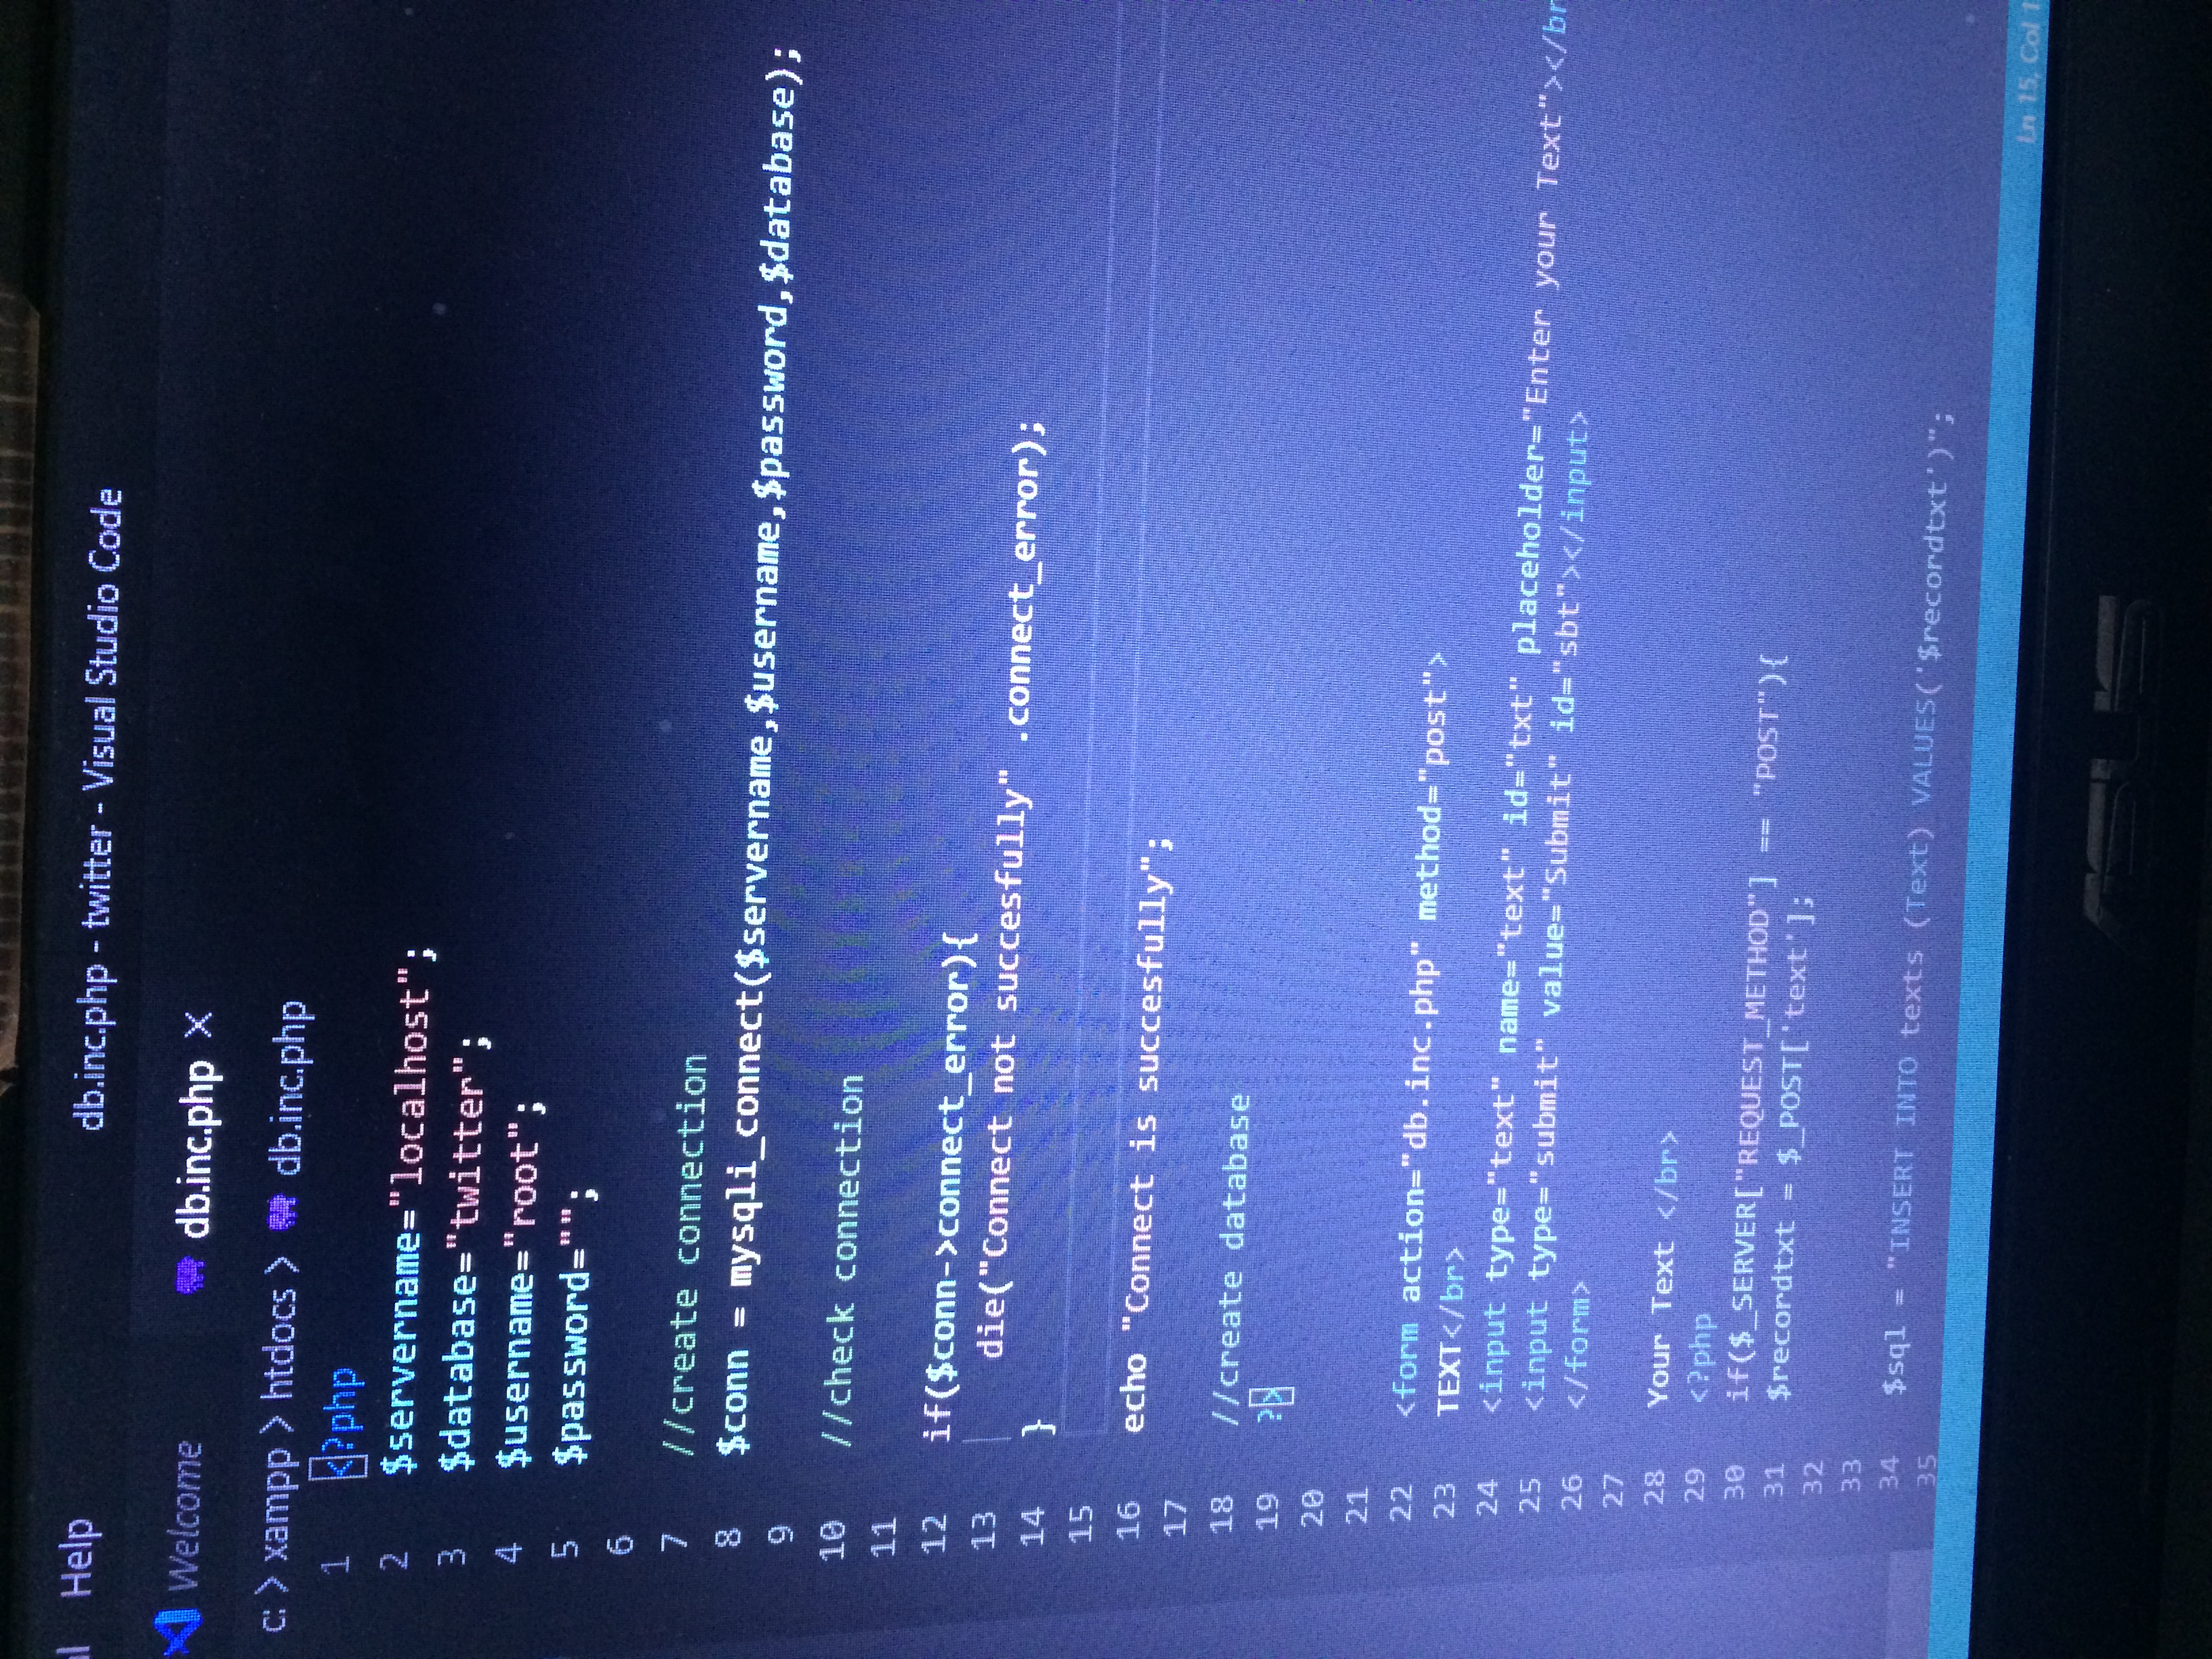 Help
db.inc.php - twitter - Visual Studio Code
Welcome
db.inc.php
c: > xampp > htdocs > db.inc.php
1 <?php
2 $servername="localhost";
3 $database="twitter";
4 $username="root";
5 $password="";
6
7 //create connection
8 $conn = mysqli_connect($servername,$username,$password,$database);
9
10 //check connection
11
12 if($conn->connect_error){
13 die("Connect not succesfully" .connect_error);
14 }
15
16 echo "Connect is succesfully";
17
18 //create database
19 ?>
20
21
22 <form action="db.inc.php" method="post">
23 TEXT</br>
24 <input type="text" name="text" id="txt" placeholder="Enter your Text"></br
25 <input type="submit" value="Submit" id="sbt"></input>
26 </form>
27
28 Your Text </br>
29 <?php
30 if($_SERVER["REQUEST_METHOD"] == "POST"){
31 $recordtxt = $_POST['text'];
32
33
34 $sql = "INSERT INTO texts (Text) VALUES('$recordtxt')";
35
Ln 15, Col 1
ASUS